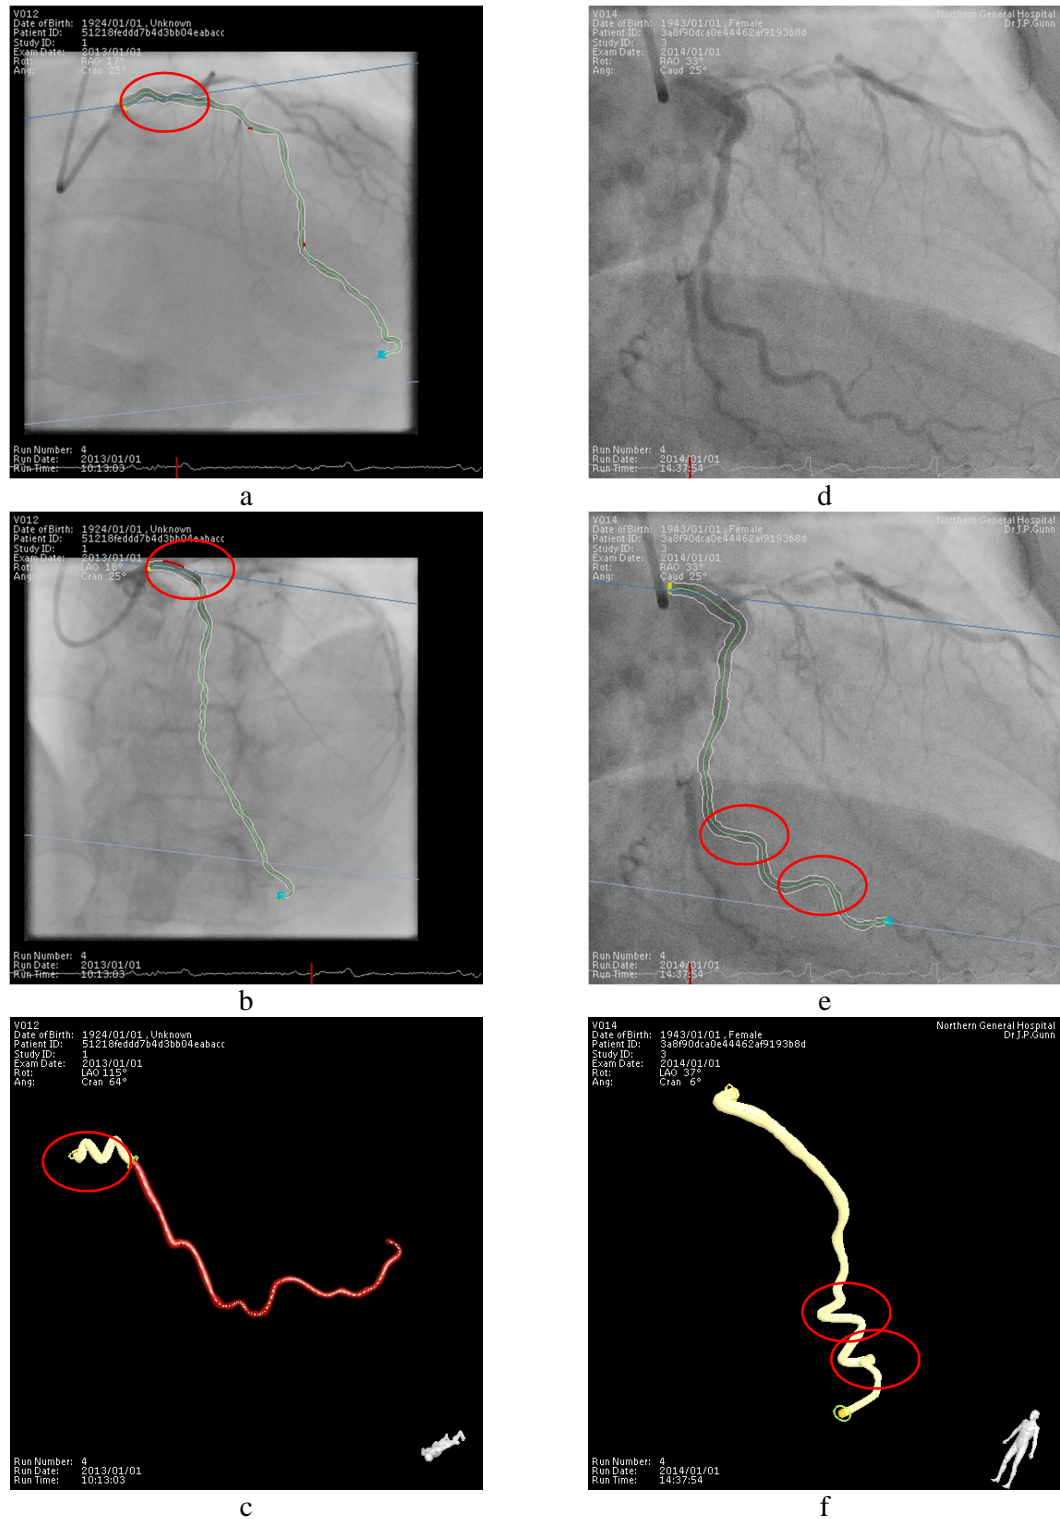 V012
Date of Birth: 1924/01/01 , Unknown
Patient ID: 51218feddd7b4d3bb04eabacc
Study ID: 1
Exam Date: 2013/01/01
Rot: RAO 17°
Ang: Cran 25°
Run Number: 4
Run Date: 2013/01/01
Run Time: 10:13:03
a
V014
Date of Birth: 1943/01/01 , Female
Patient ID: 3a8f90dca0e44462af9193b8d
Study ID: 3
Exam Date: 2014/01/01
Rot: RAO 33°
Ang: Caud 25°
Northern General Hospital
Dr J.P.Gunn
Run Number: 4
Run Date: 2014/01/01
Run Time: 14:37:54
d
V012
Date of Birth: 1924/01/01 , Unknown
Patient ID: 51218feddd7b4d3bb04eabacc
Study ID: 1
Exam Date: 2013/01/01
Rot: LAO 18°
Ang: Cran 25°
Run Number: 4
Run Date: 2013/01/01
Run Time: 10:13:03
b
V014
Date of Birth: 1943/01/01 , Female
Patient ID: 3a8f90dca0e44462af9193b8d
Study ID: 3
Exam Date: 2014/01/01
Rot: RAO 33°
Ang: Caud 25°
Northern General Hospital
Dr J.P.Gunn
Run Number: 4
Run Date: 2014/01/01
Run Time: 14:37:54
e
V012
Date of Birth: 1924/01/01 , Unknown
Patient ID: 51218feddd7b4d3bb04eabacc
Study ID: 1
Exam Date: 2013/01/01
Rot: LAO 115°
Ang: Cran 64°
Run Number: 4
Run Date: 2013/01/01
Run Time: 10:13:03
c
V014
Date of Birth: 1943/01/01 , Female
Patient ID: 3a8f90dca0e44462af9193b8d
Study ID: 3
Exam Date: 2014/01/01
Rot: LAO 37°
Ang: Cran 6°
Northern General Hospital
Dr J.P.Gunn
Run Number: 4
Run Date: 2014/01/01
Run Time: 14:37:54
f